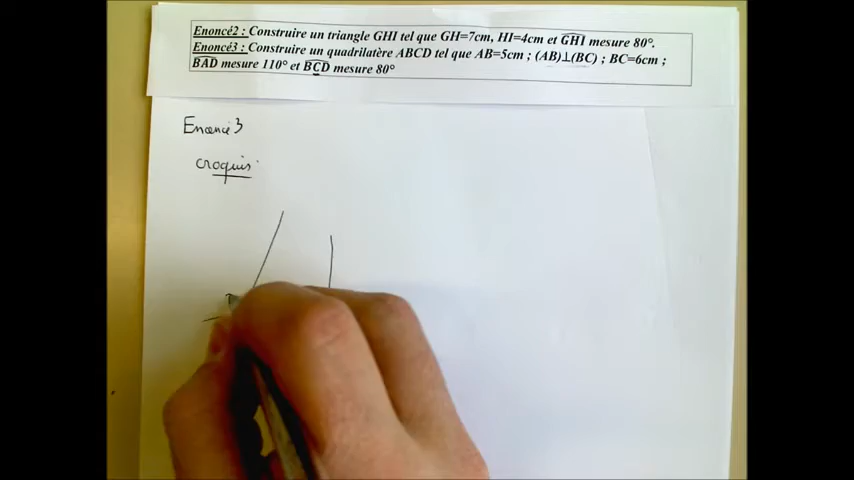 Enoncé2 : Construire un triangle GHI tel que GH=7cm, HI=4cm et GHI mesure 80°.
Enoncé3 : Construire un quadrilatère ABCD tel que AB=5cm ; (AB)⊥(BC) ; BC=6cm ;
BAD mesure 110° et BCD mesure 80°
Enoncé 3
croquis